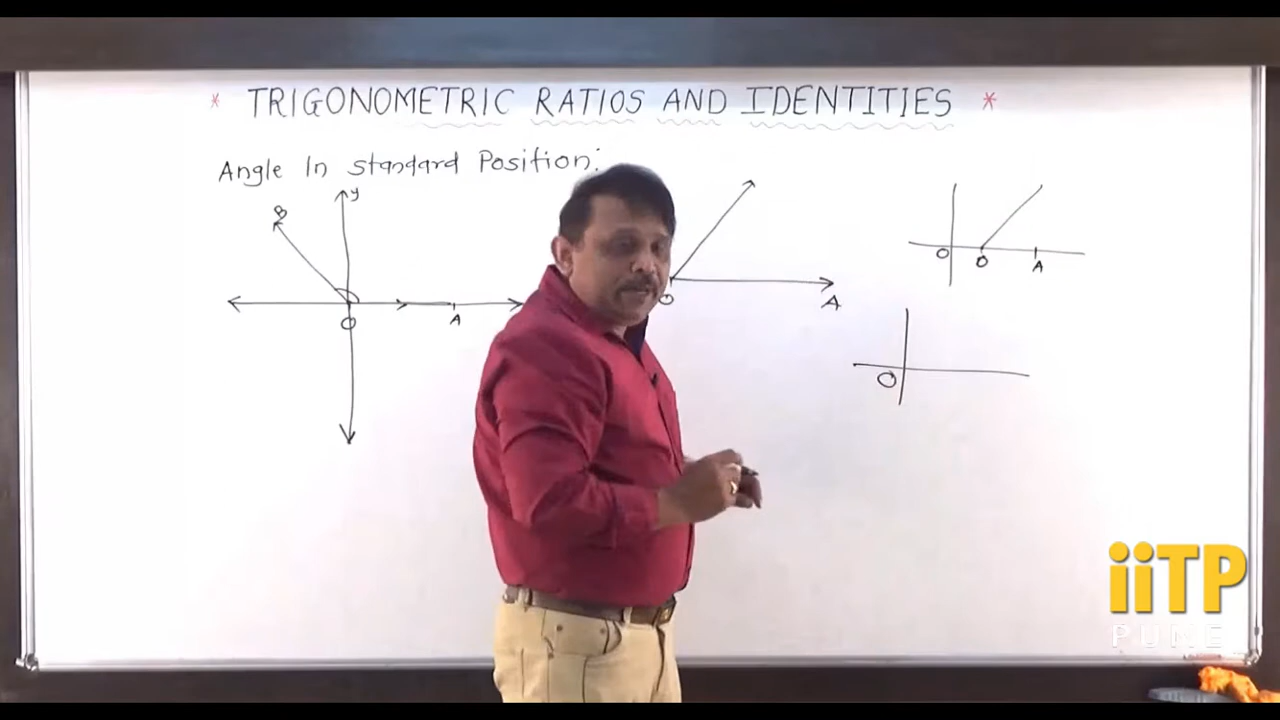 * TRIGONOMETRIC RATIOS AND IDENTITIES *
Angle In Standard Position:
B
y
O
A
O
A
O
O
A
O
iiTP
PUNE